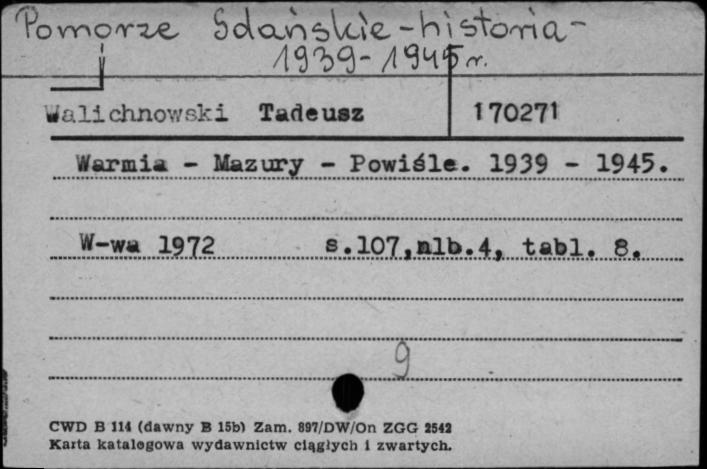 Pomorze Gdańskie - historia -
1939 - 1945 r.
Walichnowski Tadeusz 170271
Warmia - Mazury - Powiśle. 1939 - 1945.
W-wa 1972 s.107,nlb.4, tabl. 8.
9
CWD B 114 (dawny B 15b) Zam. 897/DW/On ZGG 2542
Karta katalogowa wydawnictw ciągłych i zwartych.